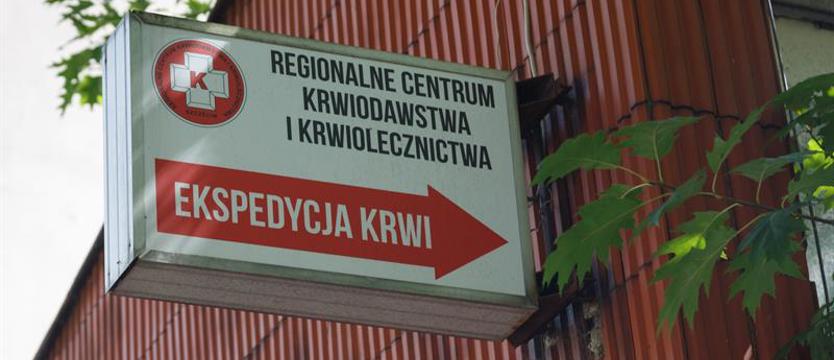 K
REGIONALNE CENTRUM
KRWIODAWSTWA
I KRWIOLECZNICTWA
EKSPEDYCJA KRWI